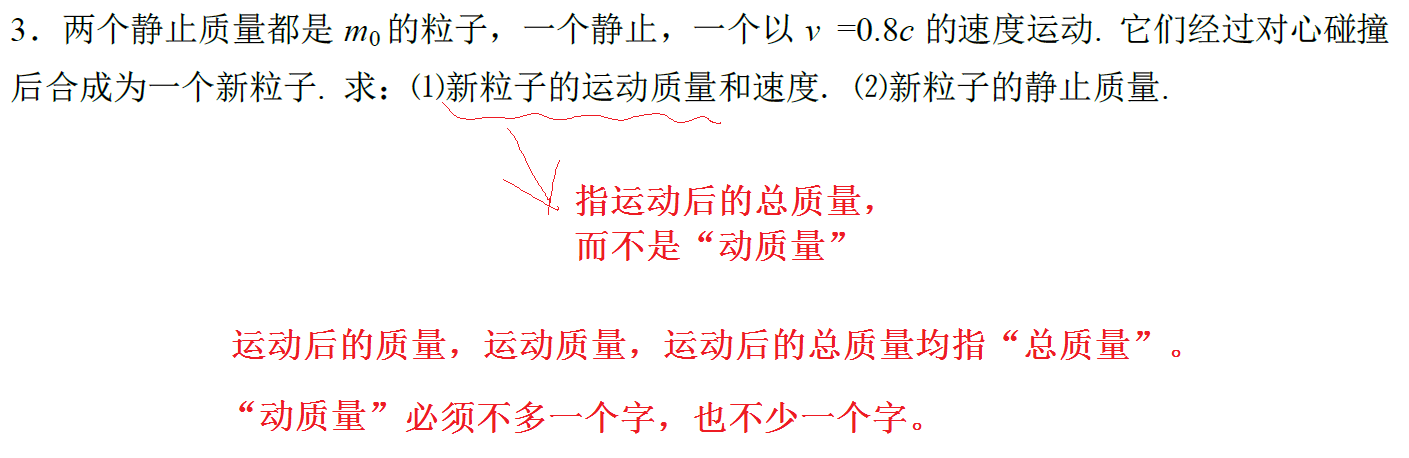 3．两个静止质量都是 m0 的粒子，一个静止，一个以 v =0.8c 的速度运动. 它们经过对心碰撞
后合成为一个新粒子. 求：⑴新粒子的运动质量和速度. ⑵新粒子的静止质量.
指运动后的总质量，
而不是“动质量”
运动后的质量，运动质量，运动后的总质量均指“总质量”。
“动质量”必须不多一个字，也不少一个字。